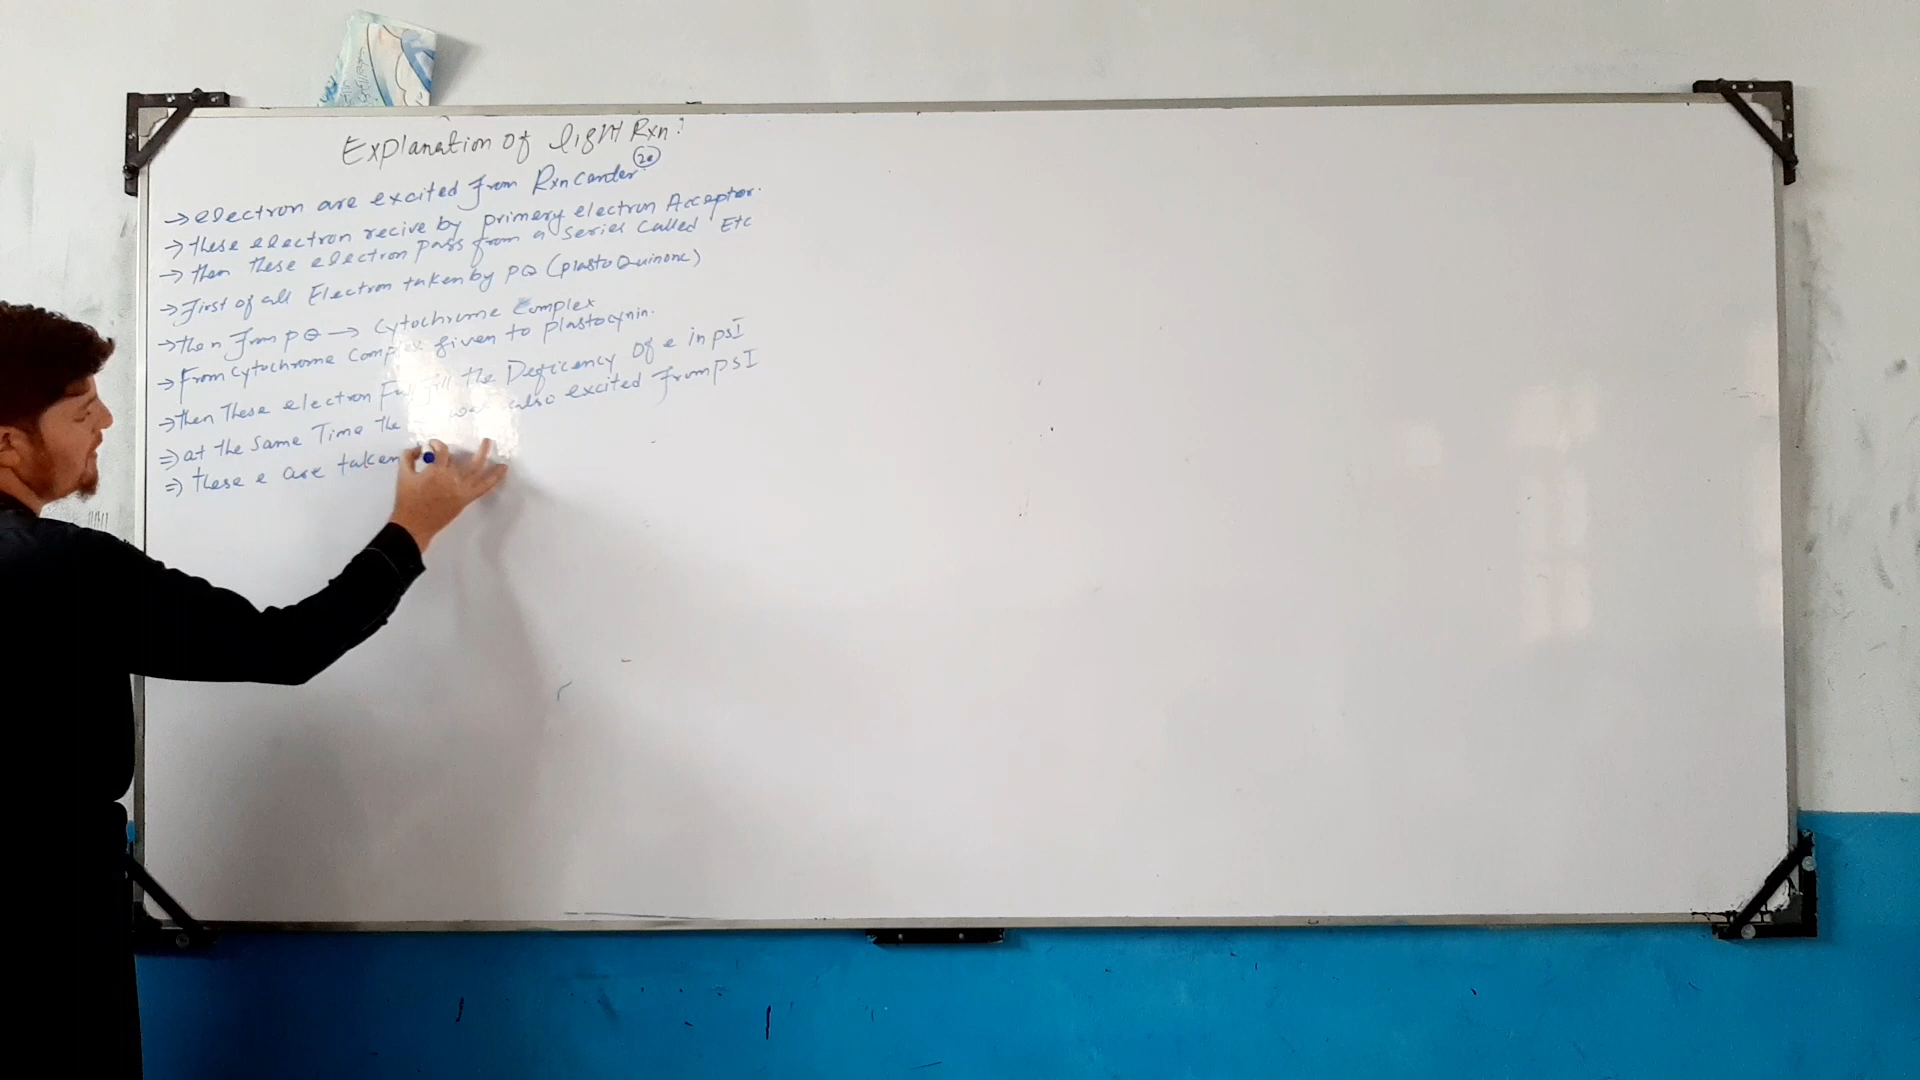 Explanation of light Rxn:
→ electron are excited from Rxn center 2e
→ these electron recive by primery electron Acceptor.
→ then these electron pass from a series called Etc
→ First of all Electron taken by PQ (plasto Quinone)
→ then from PQ → Cytochrome Complex
→ From cytochrome complex given to plastocynin.
→ then These electron Fulfill the Deficency of e in PSI
⇒ at the same Time the was also excited from PSI
⇒ these e are taken